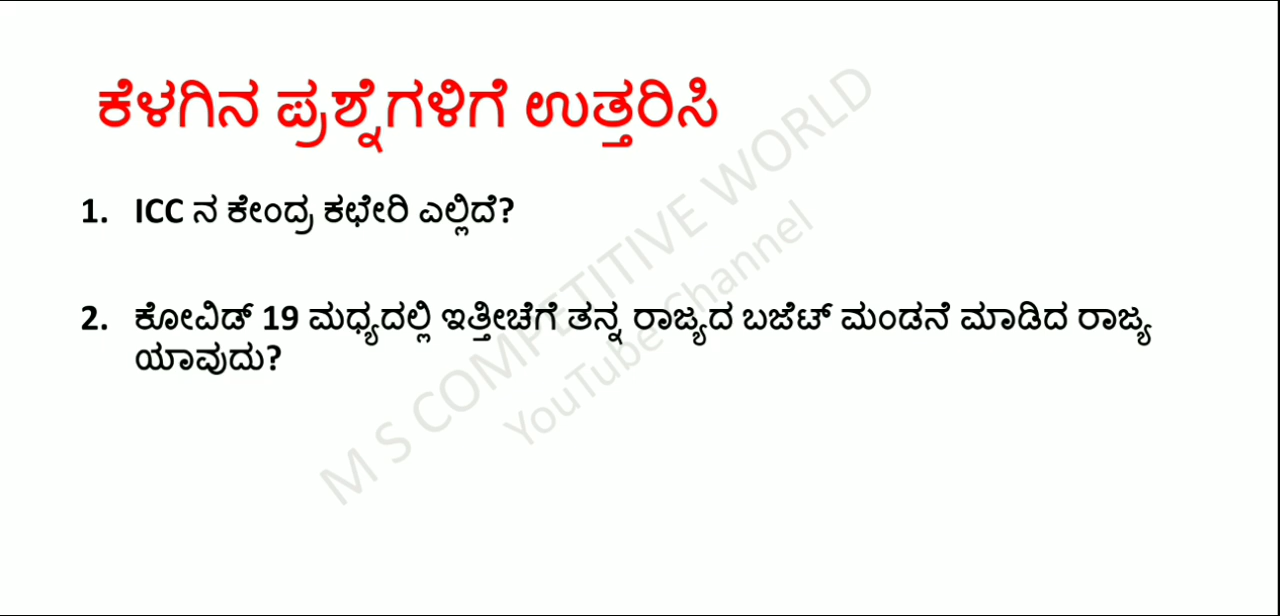 ಕೆಳಗಿನ ಪ್ರಶ್ನೆಗಳಿಗೆ ಉತ್ತರಿಸಿ
1. ICC ನ ಕೇಂದ್ರ ಕಛೇರಿ ಎಲ್ಲಿದೆ?
2. ಕೋವಿಡ್ 19 ಮಧ್ಯದಲ್ಲಿ ಇತ್ತೀಚೆಗೆ ತನ್ನ ರಾಜ್ಯದ ಬಜೆಟ್ ಮಂಡನೆ ಮಾಡಿದ ರಾಜ್ಯ
ಯಾವುದು?
M S COMPETITIVE WORLD
YouTube Channel